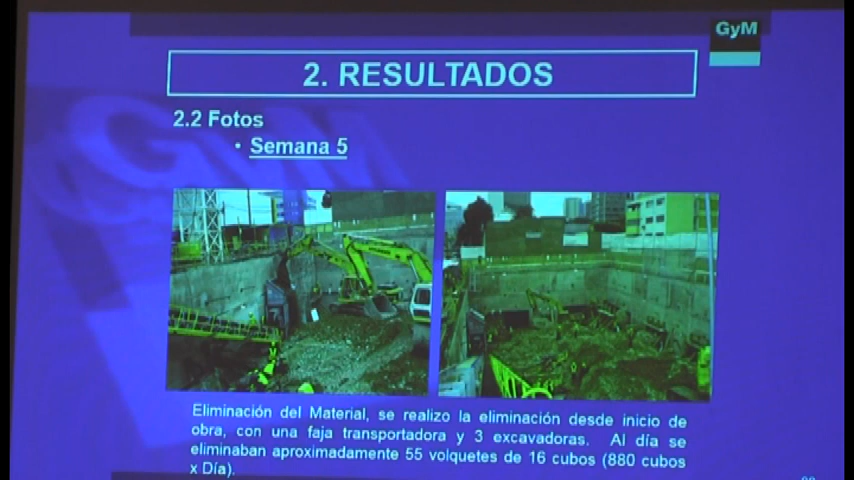 GyM
2. RESULTADOS
2.2 Fotos
• Semana 5
Eliminación del Material, se realizo la eliminación desde inicio de
obra, con una faja transportadora y 3 excavadoras. Al día se
eliminaban aproximadamente 55 volquetes de 16 cubos (880 cubos
x Día).